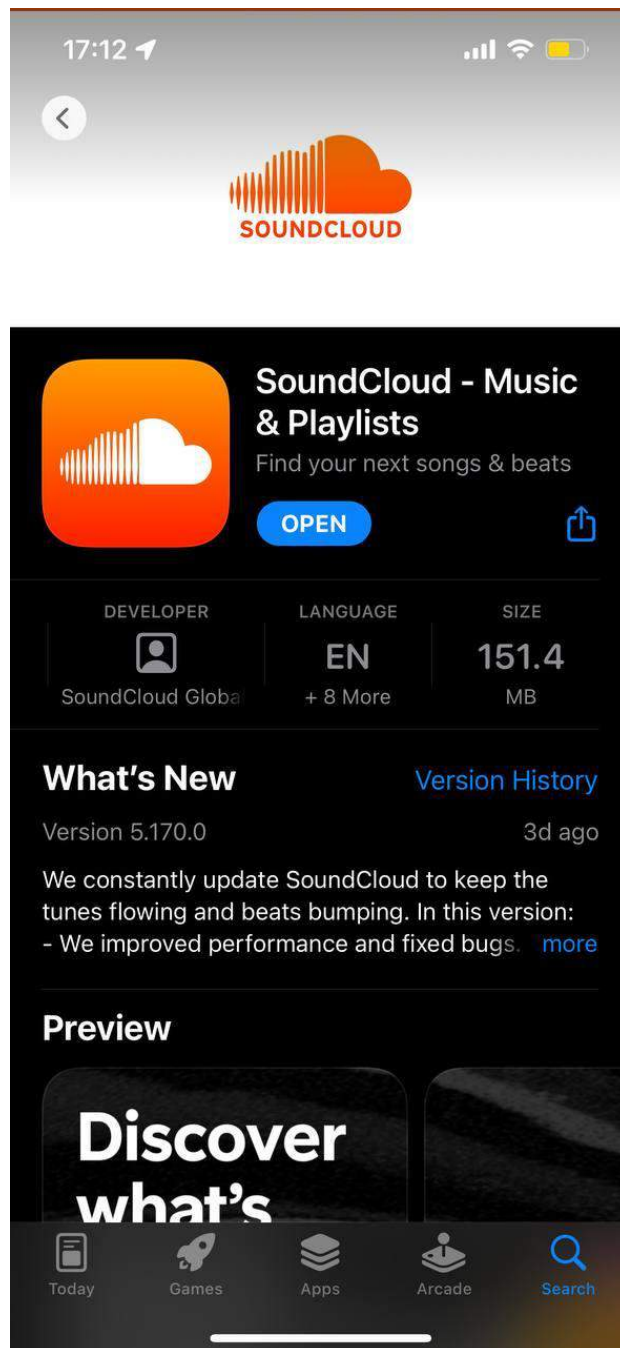 17:12
SOUNDCLOUD
SoundCloud - Music
& Playlists
Find your next songs & beats
OPEN
DEVELOPER
LANGUAGE
SIZE
EN
151.4
SoundCloud Globa
+ 8 More
MB
What's New
Version History
Version 5.170.0
3d ago
We constantly update SoundCloud to keep the
tunes flowing and beats bumping. In this version:
- We improved performance and fixed bugs.
more
Preview
Discover
what's
Today
Games
Apps
Arcade
Search